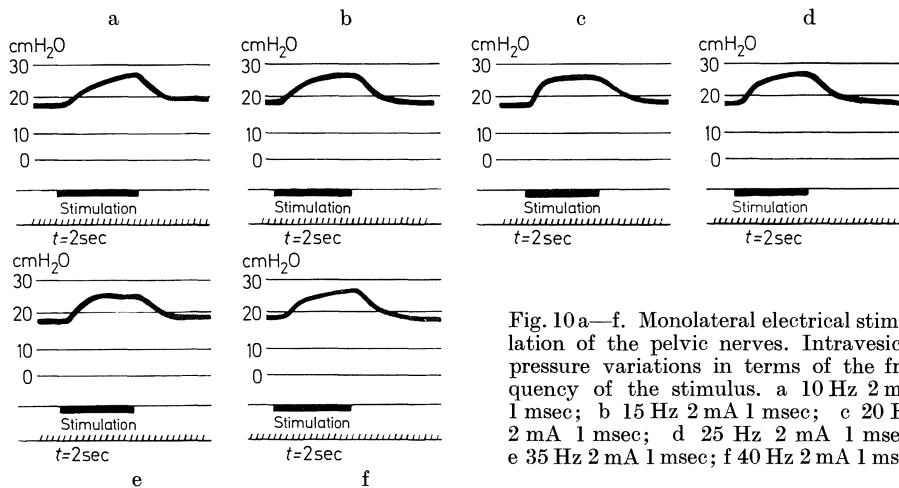 a b c d
cmH₂O cmH₂O cmH₂O cmH₂O
30 30 30 30
20 20 20 20
10 10 10 10
0 0 0 0
Stimulation Stimulation Stimulation Stimulation
t=2sec t=2sec t=2sec t=2sec
cmH₂O cmH₂O
30 30
20 20
10 10
0 0
Stimulation Stimulation
t=2sec t=2sec
e f
Fig. 10 a—f. Monolateral electrical stim
lation of the pelvic nerves. Intravesic
pressure variations in terms of the fr
quency of the stimulus. a 10 Hz 2 m
1 msec; b 15 Hz 2 mA 1 msec; c 20 H
2 mA 1 msec; d 25 Hz 2 mA 1 mse
e 35 Hz 2 mA 1 msec; f 40 Hz 2 mA 1 ms